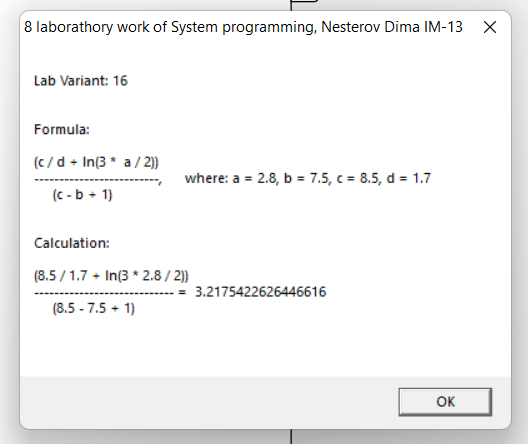 8 laborathory work of System programming, Nesterov Dima IM-13
Lab Variant: 16
Formula:
(c / d + ln(3 * a / 2))
--------------------------, where: a = 2.8, b = 7.5, c = 8.5, d = 1.7
(c - b + 1)
Calculation:
(8.5 / 1.7 + ln(3 * 2.8 / 2))
----------------------------- = 3.2175422626446616
(8.5 - 7.5 + 1)
OK